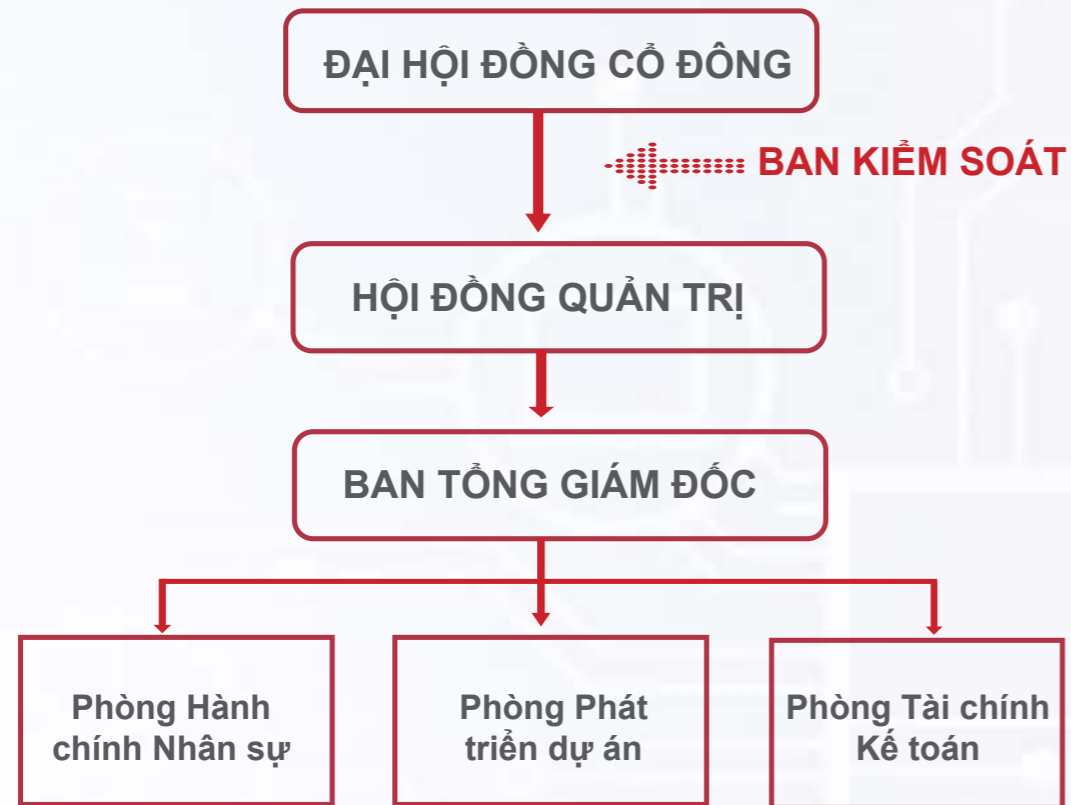 ĐẠI HỘI ĐỒNG CỔ ĐÔNG
BAN KIỂM SOÁT
HỘI ĐỒNG QUẢN TRỊ
BAN TỔNG GIÁM ĐỐC
Phòng Hành
chính Nhân sự
Phòng Phát
triển dự án
Phòng Tài chính
Kế toán